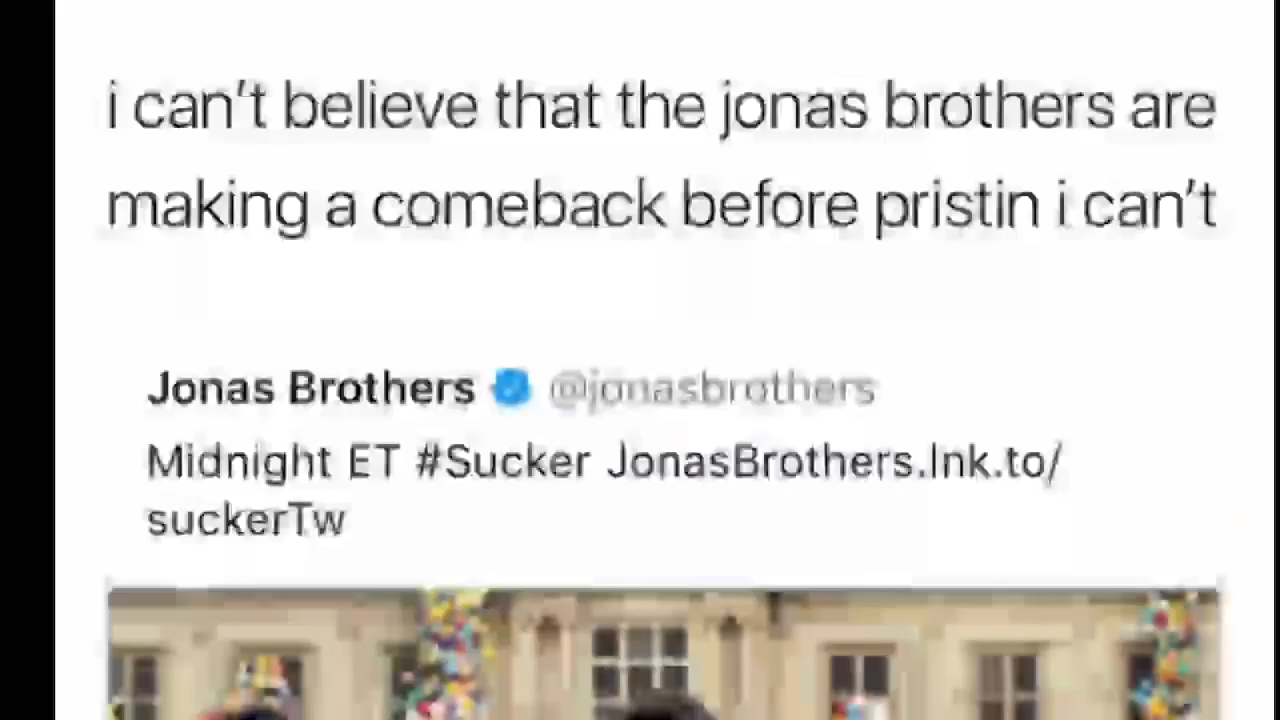 i can't believe that the jonas brothers are
making a comeback before pristin i can't
Jonas Brothers @jonasbrothers
Midnight ET #Sucker JonasBrothers.lnk.to/
suckerTw